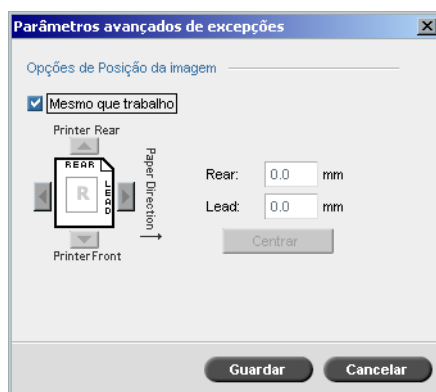 Parâmetros avançados de excepções
Opções de Posição da imagem
Mesmo que trabalho
Printer Rear
REAR
R
LEAD
Paper Direction
Printer Front
Rear: 0.0 mm
Lead: 0.0 mm
Centrar
Guardar Cancelar